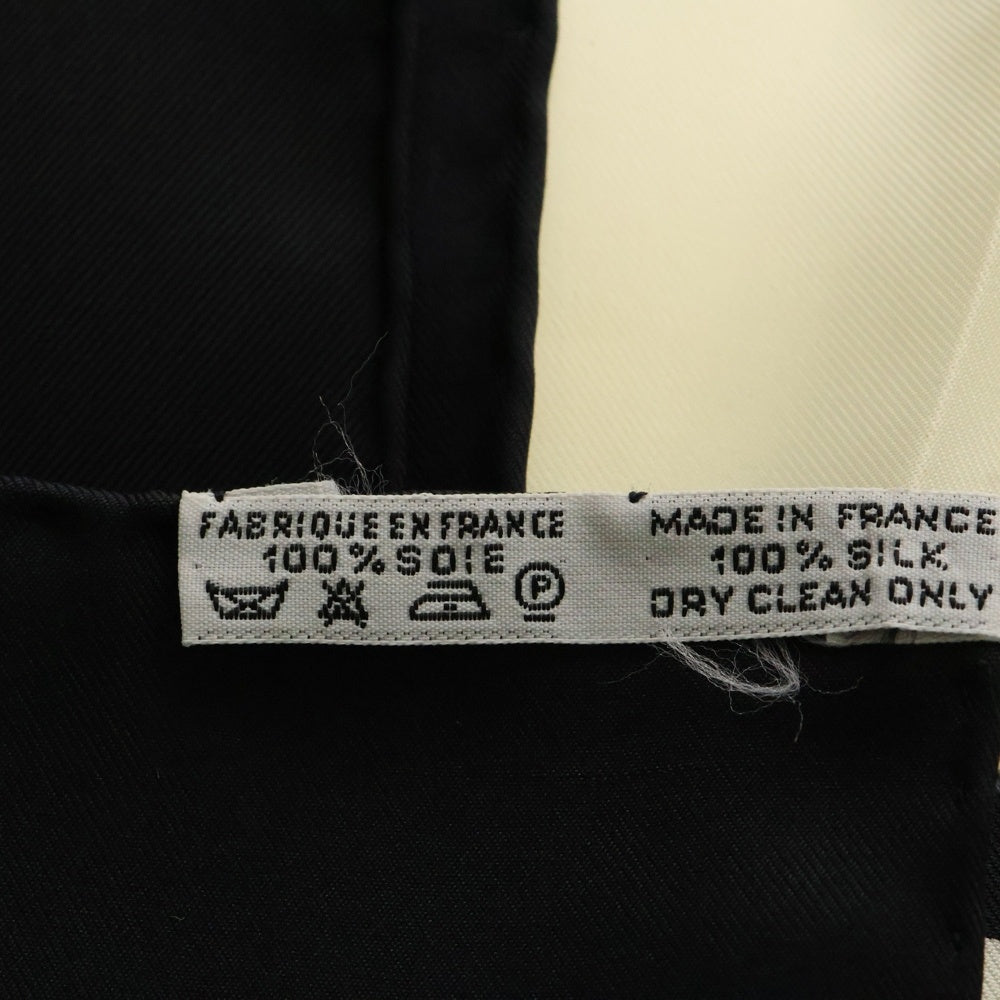 FABRIQUE EN FRANCE
100 % SOIE
P
MADE IN FRANCE
100 % SILK
DRY CLEAN ONLY